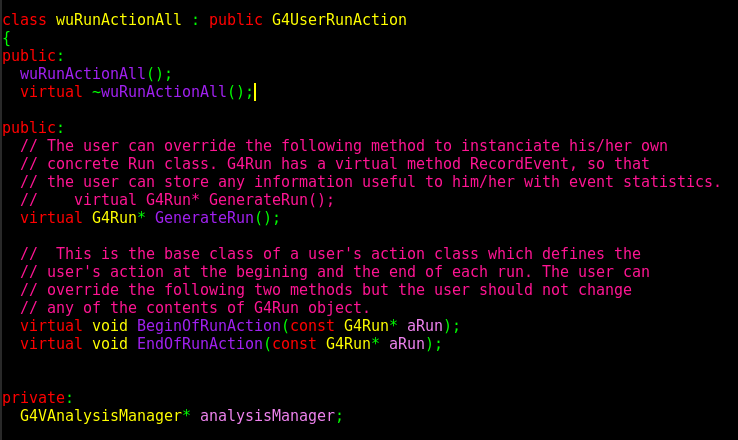 class wuRunActionAll : public G4UserRunAction
{
public:
  wuRunActionAll();
  virtual ~wuRunActionAll();
public:
  // The user can override the following method to instanciate his/her own
  // concrete Run class. G4Run has a virtual method RecordEvent, so that
  // the user can store any information useful to him/her with event statistics.
  //    virtual G4Run* GenerateRun();
  virtual G4Run* GenerateRun();
  //  This is the base class of a user's action class which defines the
  // user's action at the begining and the end of each run. The user can
  // override the following two methods but the user should not change
  // any of the contents of G4Run object.
  virtual void BeginOfRunAction(const G4Run* aRun);
  virtual void EndOfRunAction(const G4Run* aRun);
private:
  G4VAnalysisManager* analysisManager;